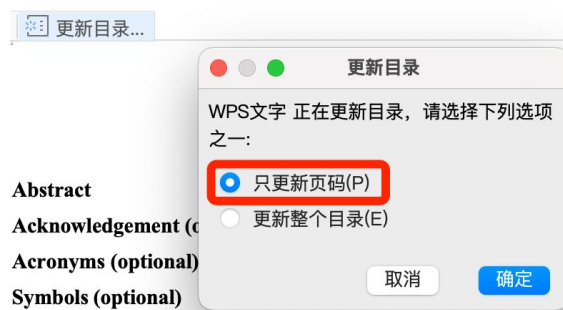 更新目录...
更新目录
WPS文字 正在更新目录，请选择下列选项
之一:
只更新页码(P)
更新整个目录(E)
取消
确定
Abstract
Acknowledgement (
Acronyms (optional)
Symbols (optional)